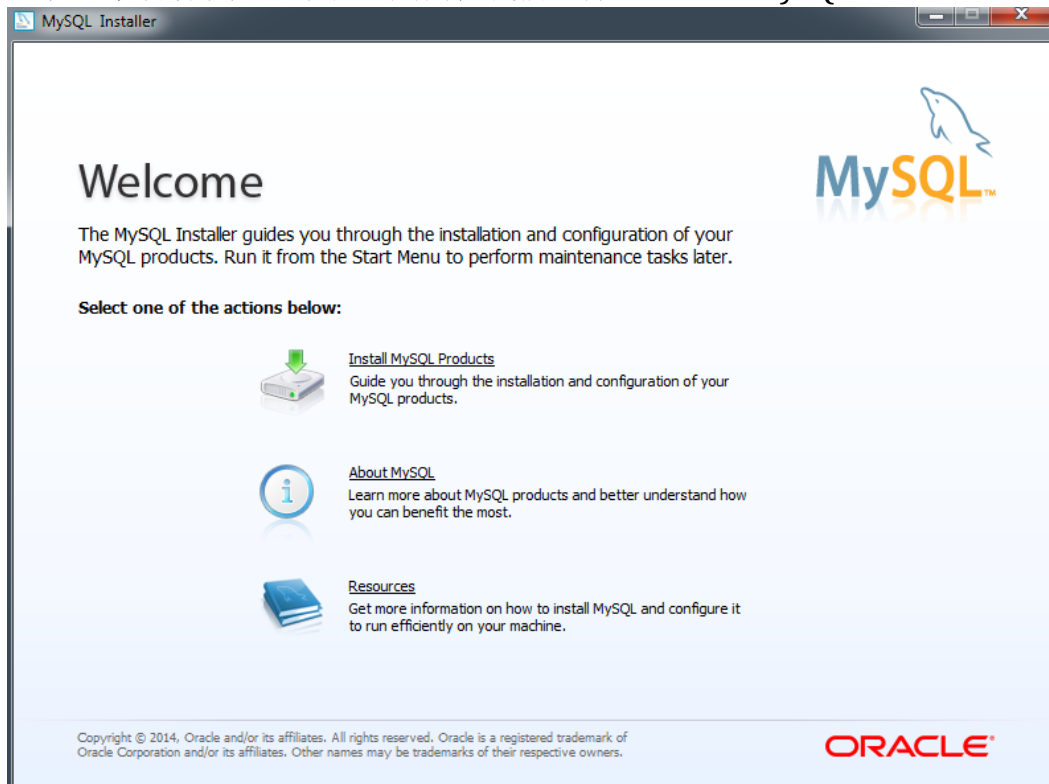 MySQL Installer
MySQL™
Welcome
The MySQL Installer guides you through the installation and configuration of your
MySQL products. Run it from the Start Menu to perform maintenance tasks later.
Select one of the actions below:
Install MySQL Products
Guide you through the installation and configuration of your
MySQL products.
About MySQL
Learn more about MySQL products and better understand how
you can benefit the most.
Resources
Get more information on how to install MySQL and configure it
to run efficiently on your machine.
Copyright © 2014, Oracle and/or its affiliates. All rights reserved. Oracle is a registered trademark of
Oracle Corporation and/or its affiliates. Other names may be trademarks of their respective owners.
ORACLE®